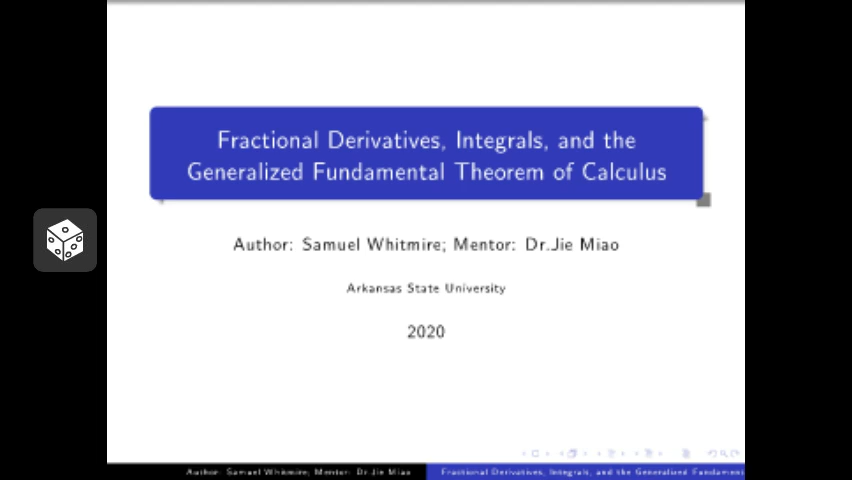 Fractional Derivatives, Integrals, and the
Generalized Fundamental Theorem of Calculus
Author: Samuel Whitmire; Mentor: Dr.Jie Miao
Arkansas State University
2020
Author: Samuel Whitmire; Mentor: Dr.Jie Miao
Fractional Derivatives, Integrals, and the Generalized Fundamen